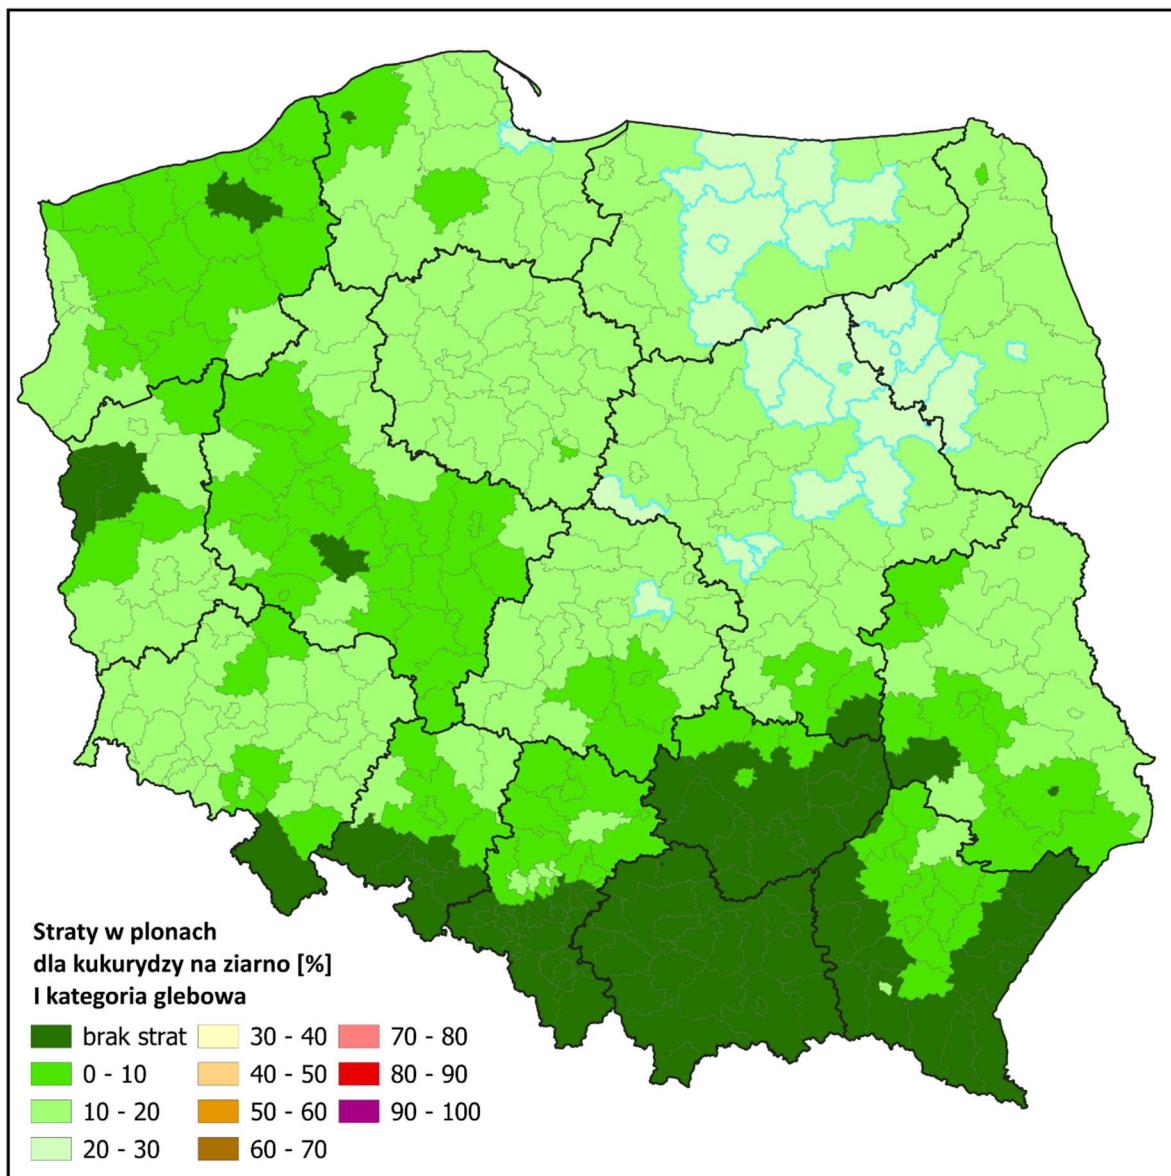 Straty w plonach
dla kukurydzy na ziarno [%]
I kategoria glebowa
brak strat
0 - 10
10 - 20
20 - 30
30 - 40
40 - 50
50 - 60
60 - 70
70 - 80
80 - 90
90 - 100